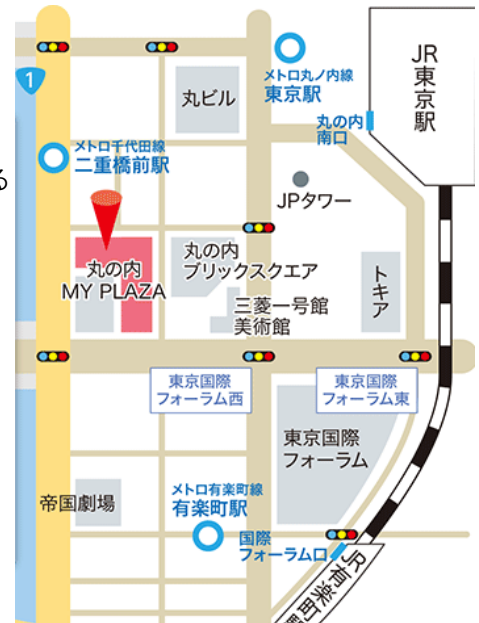 JR
東京駅
メトロ丸ノ内線
東京駅
1
丸ビル
丸の内
南口
メトロ千代田線
二重橋前駅
る
JPタワー
丸の内
ブリックスクエア
丸の内
MY PLAZA
トキア
三菱一号館
美術館
東京国際
フォーラム西
東京国際
フォーラム東
東京国際
フォーラム
メトロ有楽町線
有楽町駅
帝国劇場
国際
フォーラム口
JR有楽町